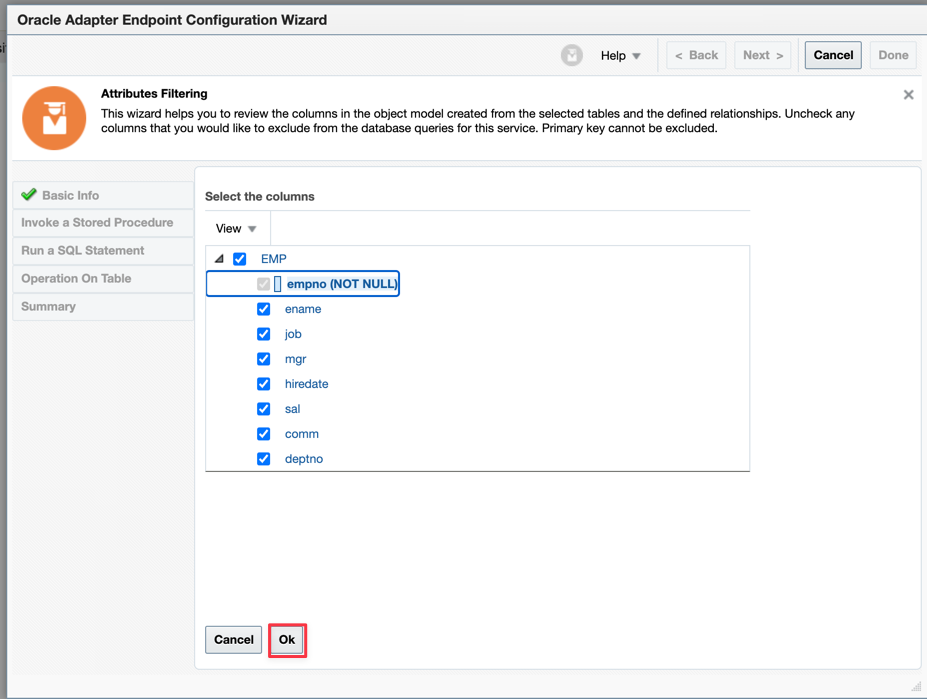 Oracle Adapter Endpoint Configuration Wizard
Help
< Back
Next >
Cancel
Done
Attributes Filtering
This wizard helps you to review the columns in the object model created from the selected tables and the defined relationships. Uncheck any
columns that you would like to exclude from the database queries for this service. Primary key cannot be excluded.
Basic Info
Invoke a Stored Procedure
Run a SQL Statement
Operation On Table
Summary
Select the columns
View
EMP
empno (NOT NULL)
ename
job
mgr
hiredate
sal
comm
deptno
Cancel
Ok